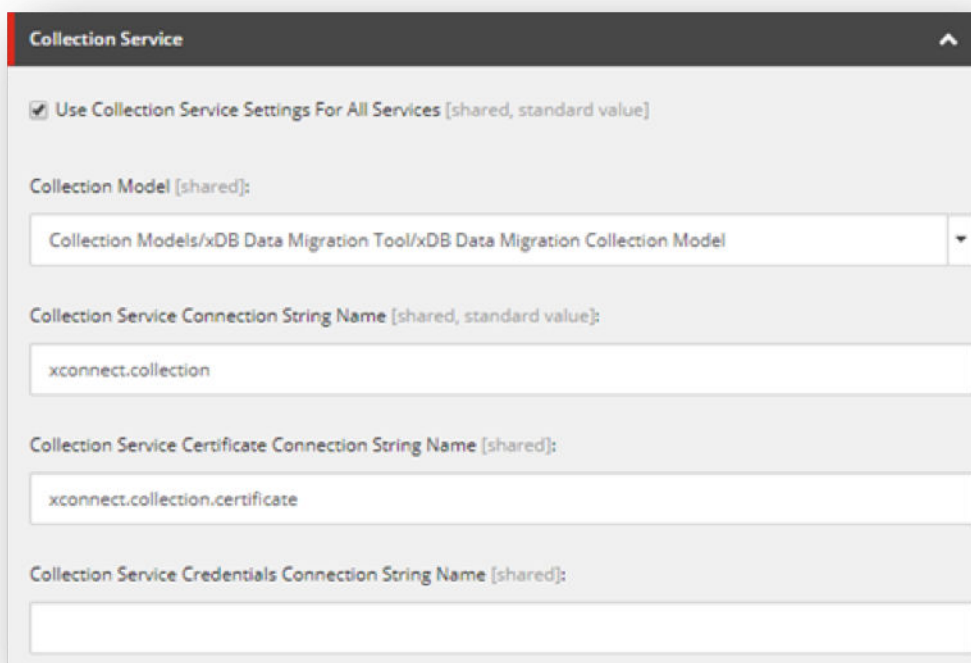 Collection Service
Use Collection Service Settings For All Services [shared, standard value]
Collection Model [shared]:
Collection Models/xDB Data Migration Tool/xDB Data Migration Collection Model
Collection Service Connection String Name [shared, standard value]:
xconnect.collection
Collection Service Certificate Connection String Name [shared]:
xconnect.collection.certificate
Collection Service Credentials Connection String Name [shared]: